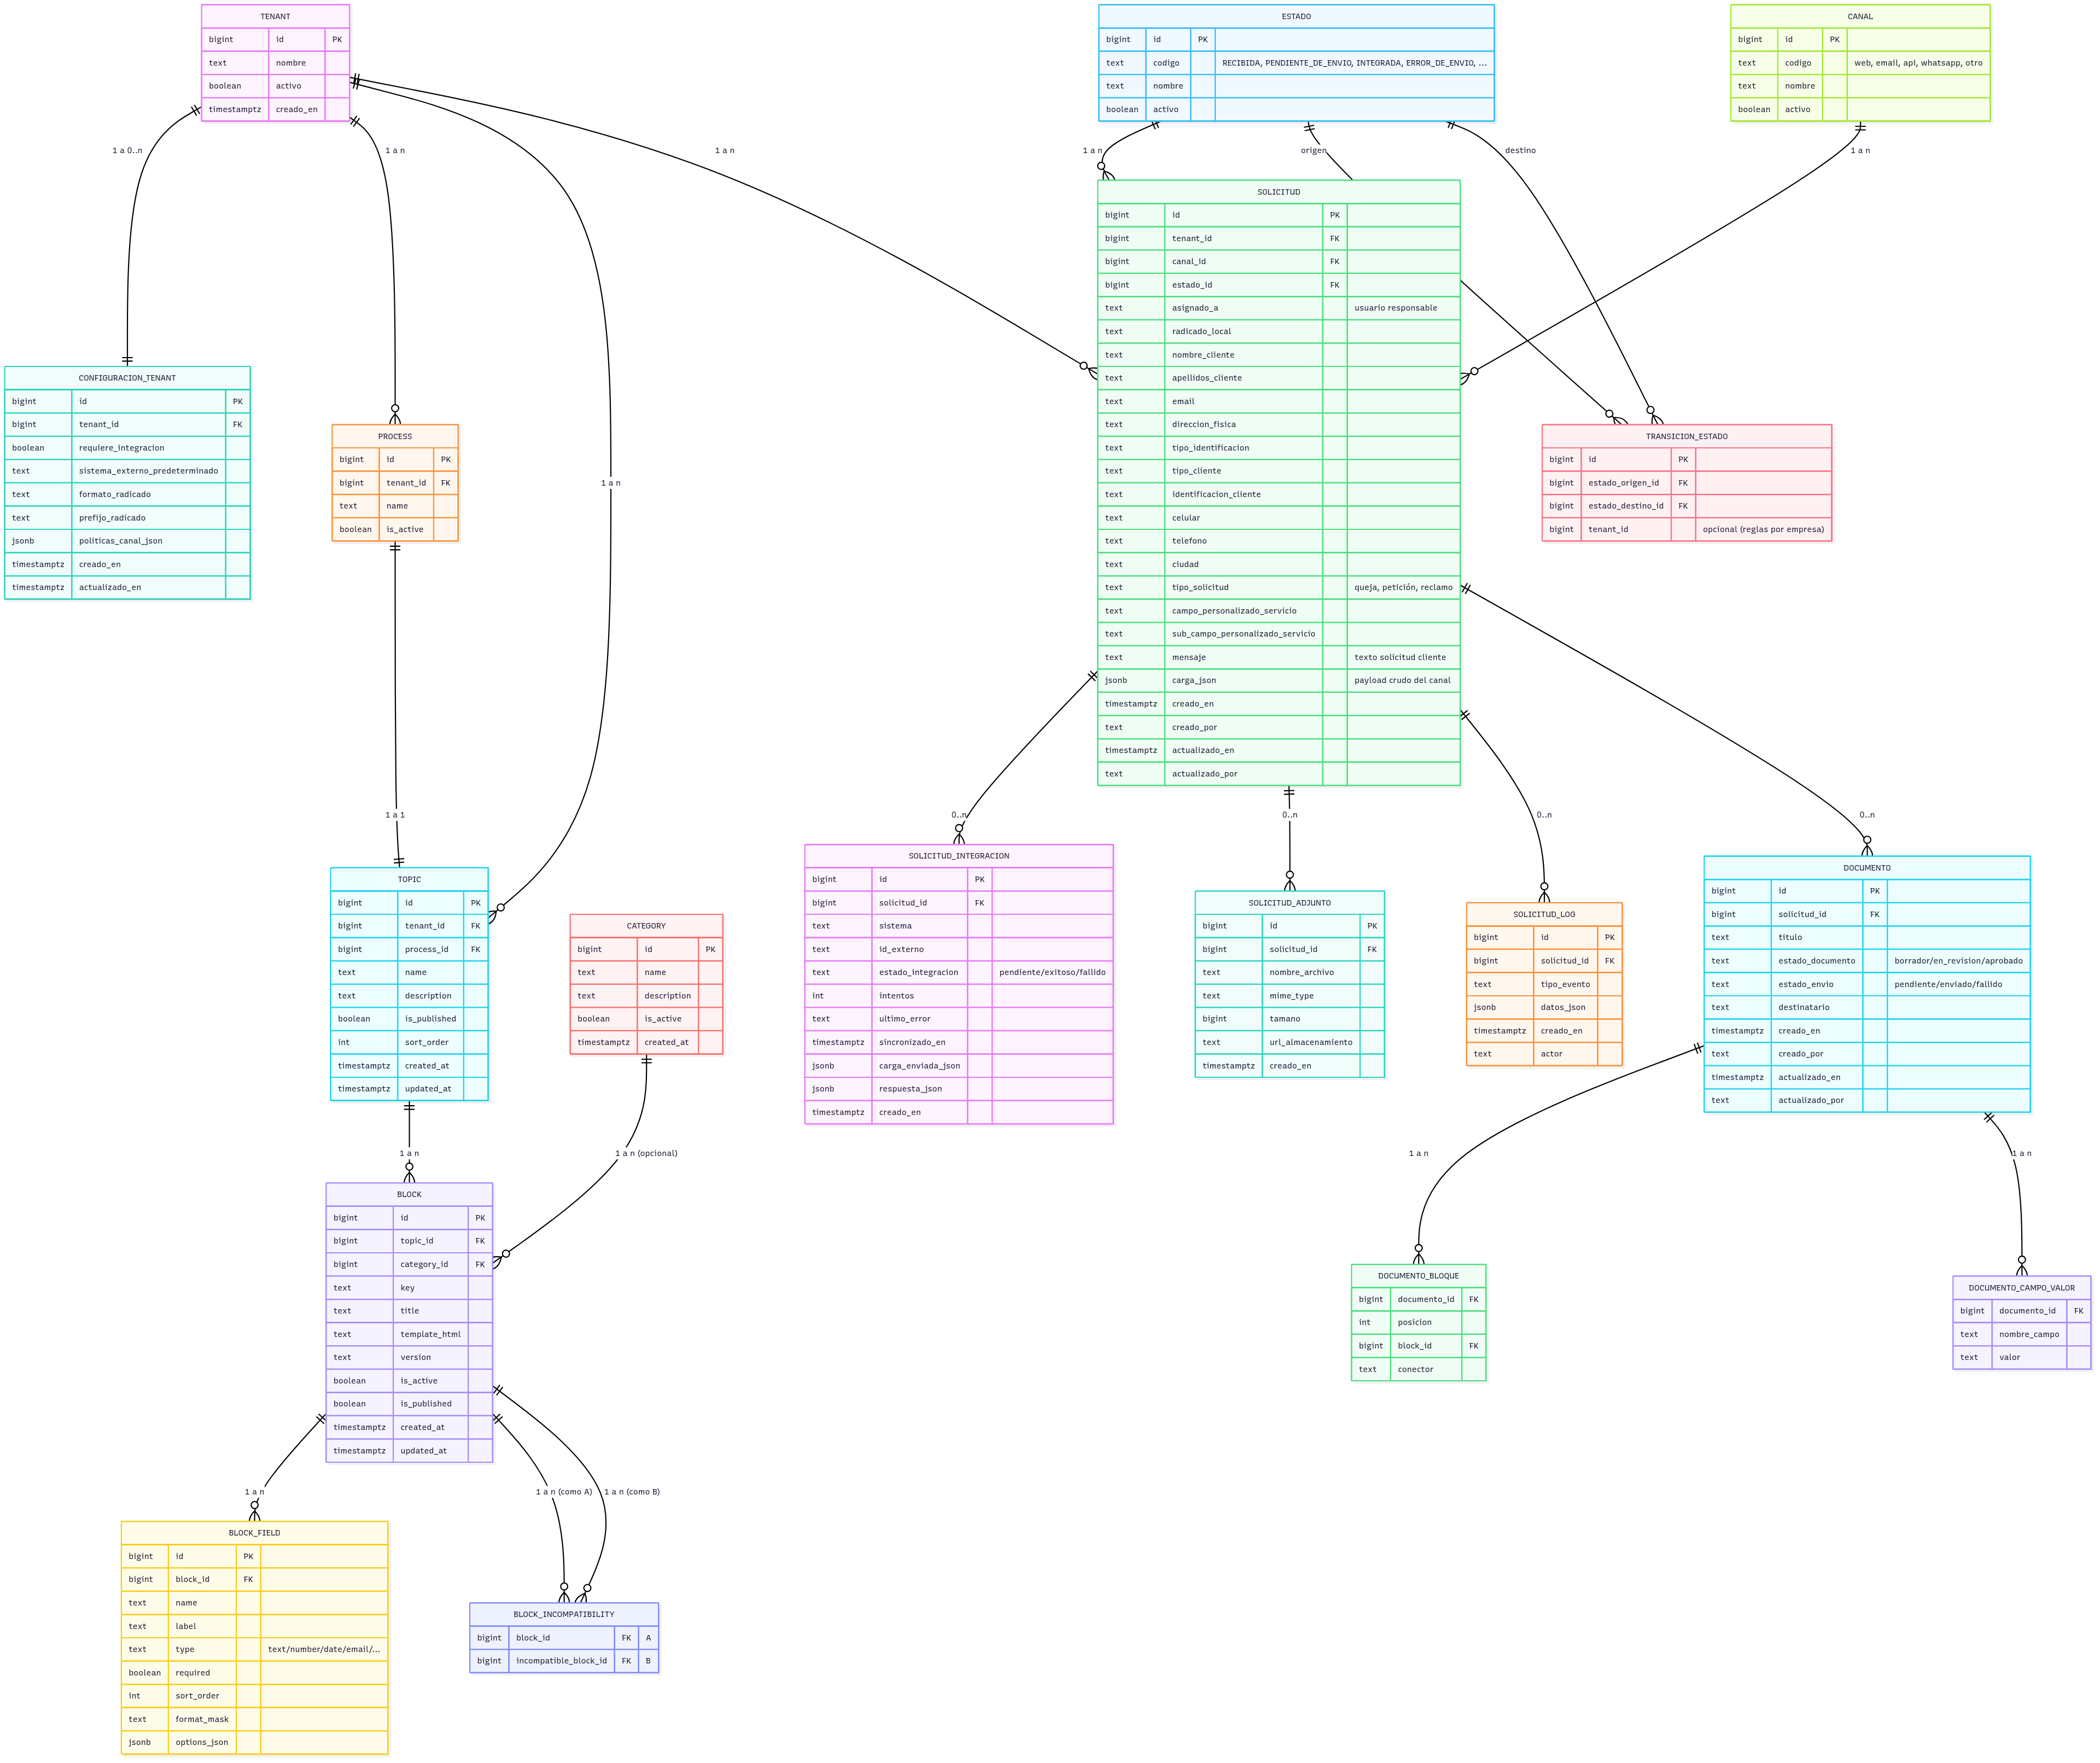 TENANT
bigint id PK
text nombre
boolean activo
timestamptz creado_en
ESTADO
bigint id PK
text codigo RECIBIDA, PENDIENTE_DE_ENVIO, INTEGRADA, ERROR_DE_ENVIO, ...
text nombre
boolean activo
CANAL
bigint id PK
text codigo web, email, api, whatsapp, otro
text nombre
boolean activo
1 a 0..n
1 a n
1 a n
1 a n
origen
destino
1 a n
SOLICITUD
bigint id PK
bigint tenant_id FK
bigint canal_id FK
bigint estado_id FK
text asignado_a usuario responsable
text radicado_local
text nombre_cliente
text apellidos_cliente
text email
text direccion_fisica
text tipo_identificacion
text tipo_cliente
text identificacion_cliente
text celular
text telefono
text ciudad
text tipo_solicitud queja, petición, reclamo
text campo_personalizado_servicio
text sub_campo_personalizado_servicio
text mensaje texto solicitud cliente
jsonb carga_json payload crudo del canal
timestamptz creado_en
text creado_por
timestamptz actualizado_en
text actualizado_por
CONFIGURACION_TENANT
bigint id PK
bigint tenant_id FK
boolean requiere_integracion
text sistema_externo_predeterminado
text formato_radicado
text prefijo_radicado
jsonb politicas_canal_json
timestamptz creado_en
timestamptz actualizado_en
PROCESS
bigint id PK
bigint tenant_id FK
text name
boolean is_active
1 a n
TRANSICION_ESTADO
bigint id PK
bigint estado_origen_id FK
bigint estado_destino_id FK
bigint tenant_id opcional (reglas por empresa)
1 a 1
0..n
0..n
0..n
0..n
TOPIC
bigint id PK
bigint tenant_id FK
bigint process_id FK
text name
text description
boolean is_published
int sort_order
timestamptz created_at
timestamptz updated_at
CATEGORY
bigint id PK
text name
text description
boolean is_active
timestamptz created_at
SOLICITUD_INTEGRACION
bigint id PK
bigint solicitud_id FK
text sistema
text id_externo
text estado_integracion pendiente/exitoso/fallido
int intentos
text ultimo_error
timestamptz sincronizado_en
jsonb carga_enviada_json
jsonb respuesta_json
timestamptz creado_en
SOLICITUD_ADJUNTO
bigint id PK
bigint solicitud_id FK
text nombre_archivo
text mime_type
bigint tamano
text url_almacenamiento
timestamptz creado_en
SOLICITUD_LOG
bigint id PK
bigint solicitud_id FK
text tipo_evento
jsonb datos_json
timestamptz creado_en
text actor
DOCUMENTO
bigint id PK
bigint solicitud_id FK
text titulo
text estado_documento borrador/en_revision/aprobado
text estado_envio pendiente/enviado/fallido
text destinatario
timestamptz creado_en
text creado_por
timestamptz actualizado_en
text actualizado_por
1 a n
1 a n (opcional)
1 a n
1 a n
BLOCK
bigint id PK
bigint topic_id FK
bigint category_id FK
text key
text title
text template_html
text version
boolean is_active
boolean is_published
timestamptz created_at
timestamptz updated_at
DOCUMENTO_BLOQUE
bigint documento_id FK
int posicion
bigint block_id FK
text conector
DOCUMENTO_CAMPO_VALOR
bigint documento_id FK
text nombre_campo
text valor
1 a n
1 a n (como A)
1 a n (como B)
BLOCK_FIELD
bigint id PK
bigint block_id FK
text name
text label
text type text/number/date/email/...
boolean required
int sort_order
text format_mask
jsonb options_json
BLOCK_INCOMPATIBILITY
bigint block_id FK A
bigint incompatible_block_id FK B